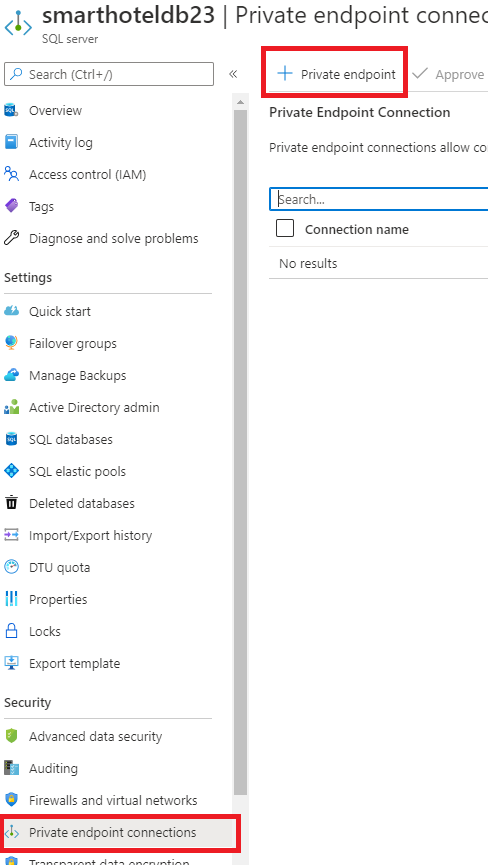 smarthoteldb23 | Private endpoint connec
SQL server
Search (Ctrl+/)
«
Overview
Activity log
Access control (IAM)
Tags
Diagnose and solve problems
Settings
Quick start
Failover groups
Manage Backups
Active Directory admin
SQL databases
SQL elastic pools
Deleted databases
Import/Export history
DTU quota
Properties
Locks
Export template
Security
Advanced data security
Auditing
Firewalls and virtual networks
Private endpoint connections
Transparent data encryption
+ Private endpoint
Approve
Private Endpoint Connection
Private endpoint connections allow co
Search...
Connection name
No results